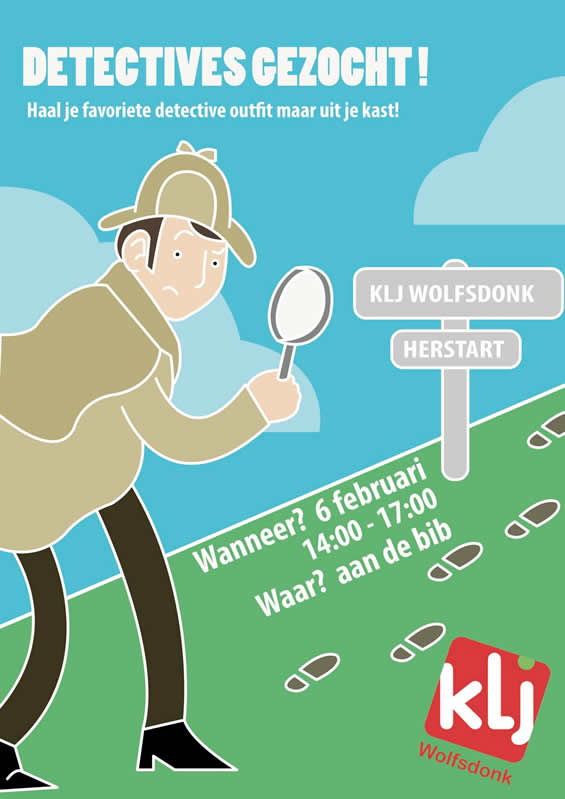 DETECTIVES GEZOCHT!
Haal je favoriete detective outfit maar uit je kast!
KLJ WOLFSDONK
HERSTART
Wanneer? 6 februari
14:00 - 17:00
Waar? aan de bib
klj
Wolfsdonk